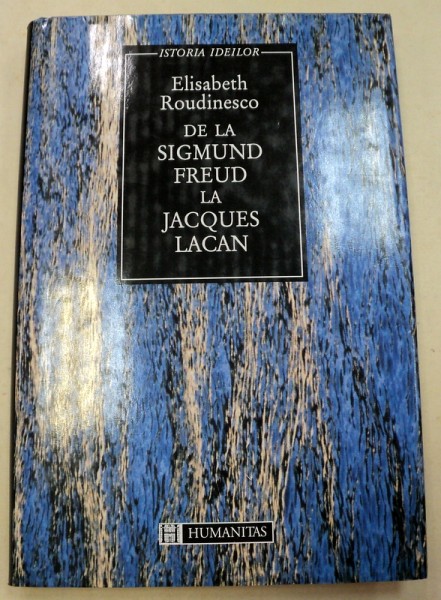 ISTORIA IDEILOR
Elisabeth
Roudinesco
DE LA
SIGMUND
FREUD
LA
JACQUES
LACAN
HUMANITAS